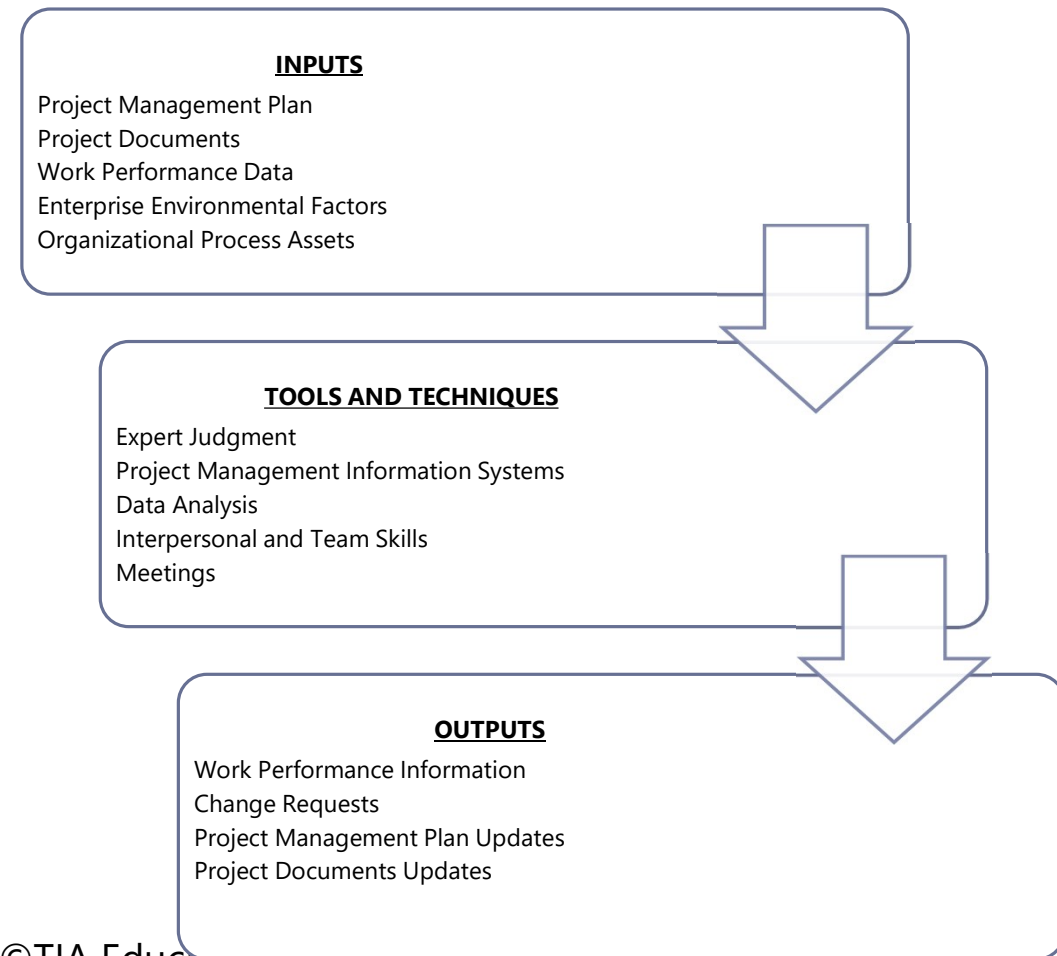 INPUTS
Project Management Plan
Project Documents
Work Performance Data
Enterprise Environmental Factors
Organizational Process Assets
TOOLS AND TECHNIQUES
Expert Judgment
Project Management Information Systems
Data Analysis
Interpersonal and Team Skills
Meetings
OUTPUTS
Work Performance Information
Change Requests
Project Management Plan Updates
Project Documents Updates
©TIA